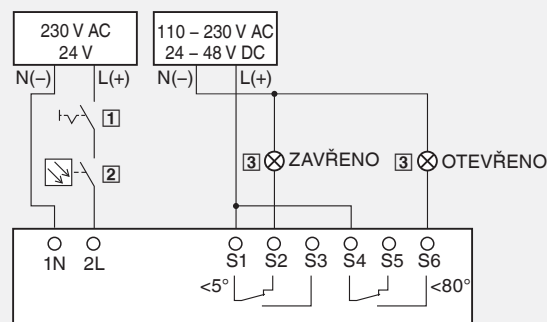 230 V AC 110 – 230 V AC
24 V 24 – 48 V DC
N(–) L(+) N(–) L(+)
1
2 3 ZAVŘENO 3 OTEVŘENO
1N 2L S1 S2 S3 S4 S5 S6
<5° <80°